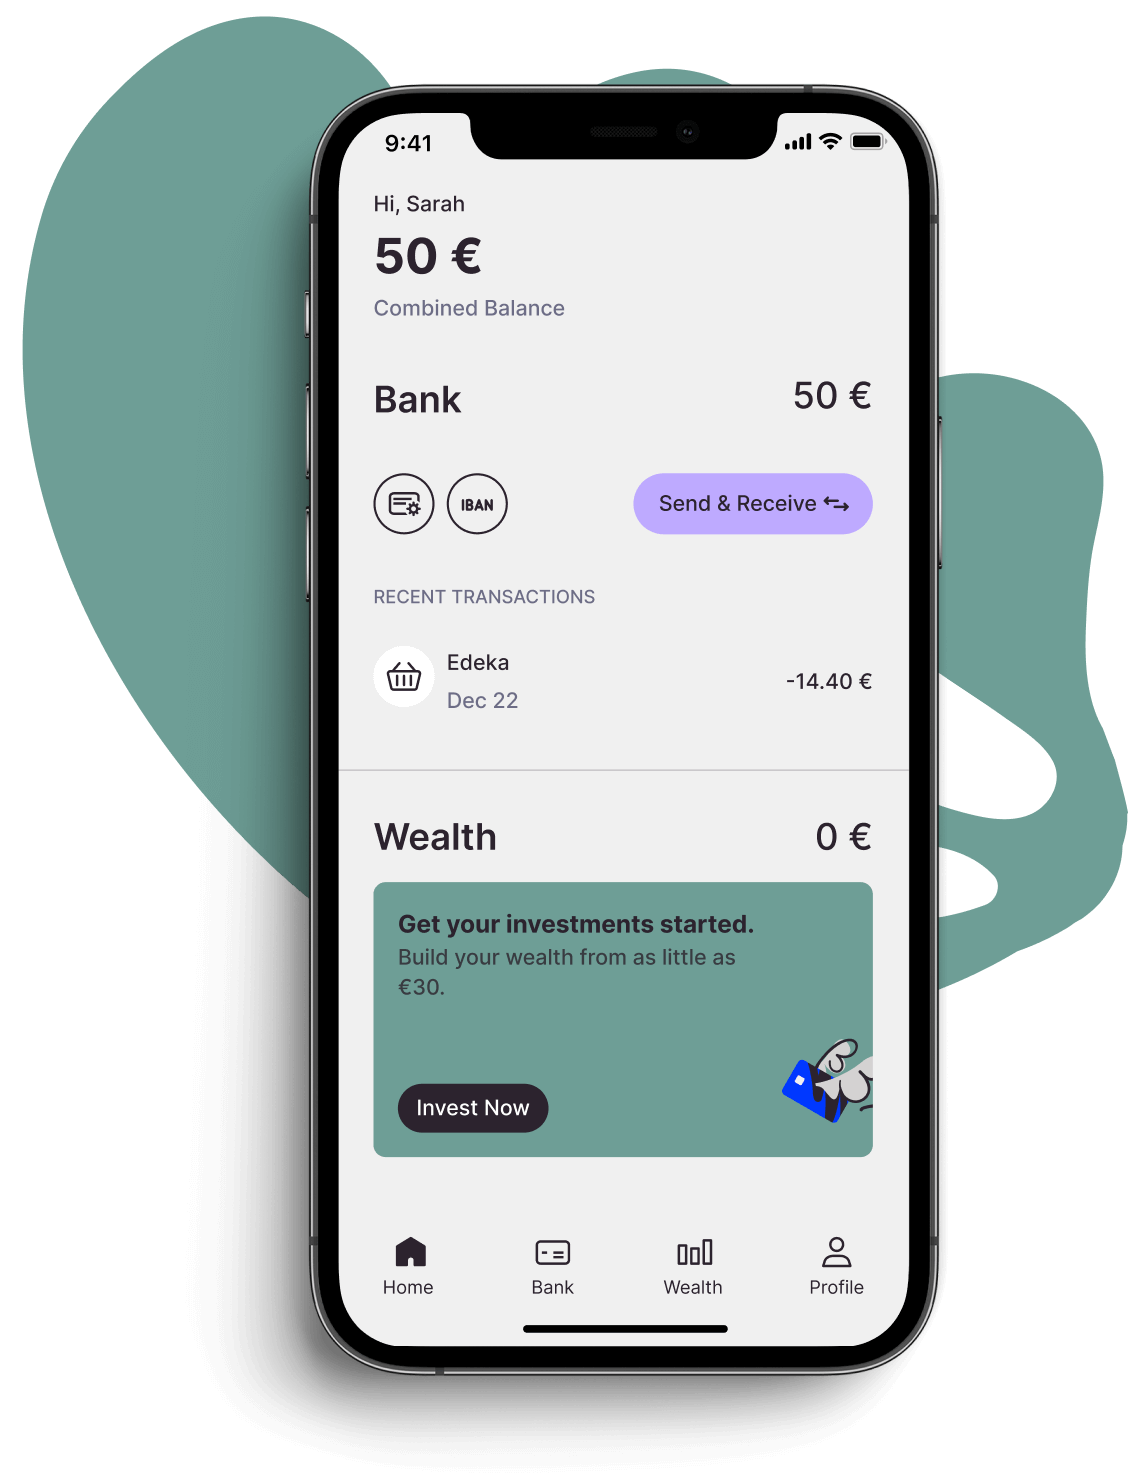 9:41
Hi, Sarah
50 €
Combined Balance
Bank
50 €
IBAN
Send & Receive
RECENT TRANSACTIONS
Edeka
Dec 22
-14.40 €
Wealth
0 €
Get your investments started.
Build your wealth from as little as
€30.
Invest Now
Home
Bank
Wealth
Profile